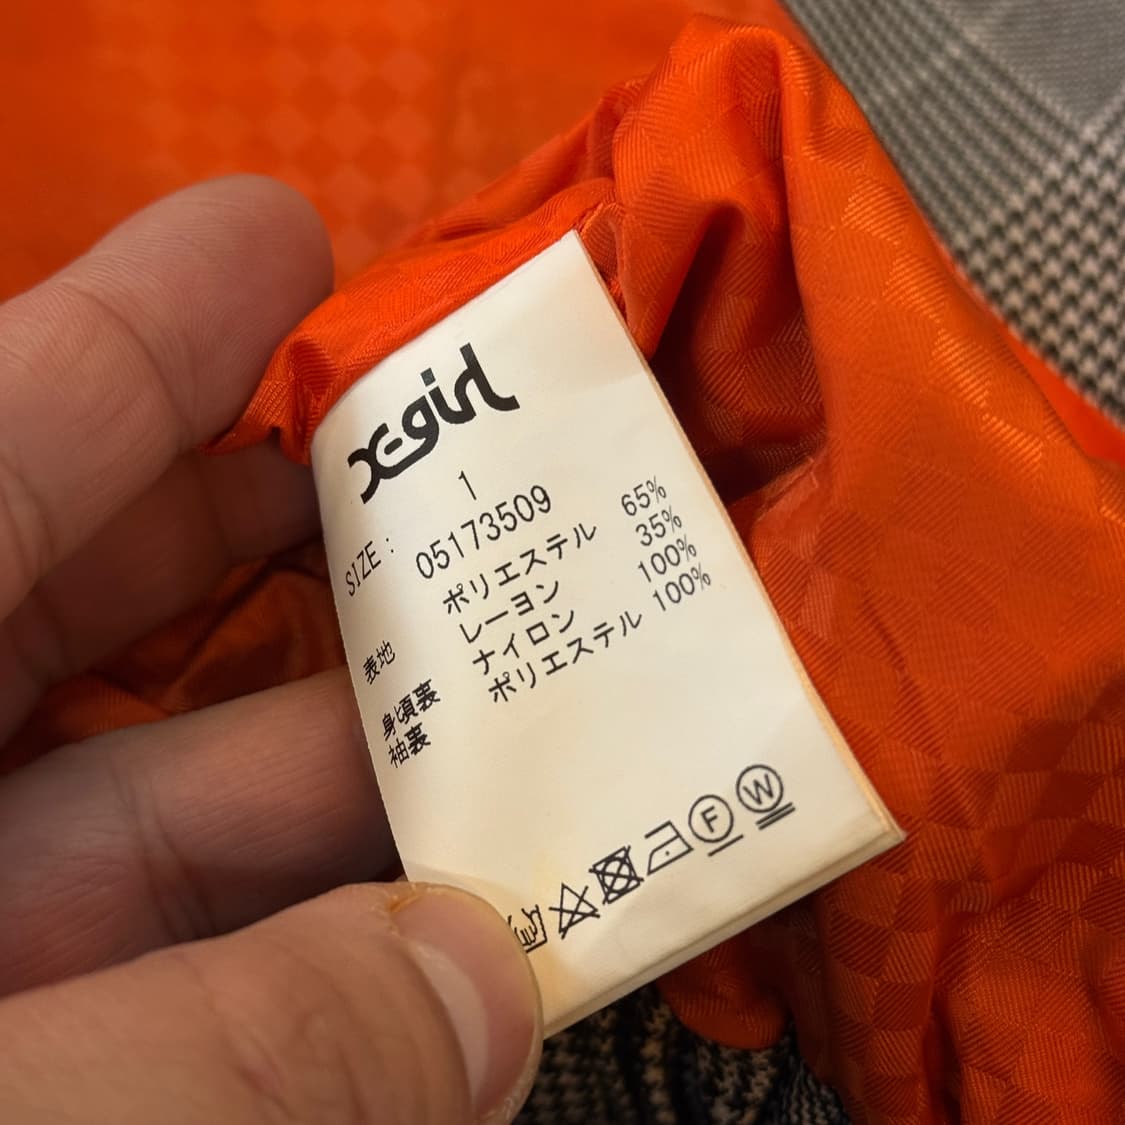 X-girl
SIZE: 1
05173509
表地 ポリエステル 65%
レーヨン 35%
身頃裏 ナイロン 100%
袖裏 ポリエステル 100%
F
W